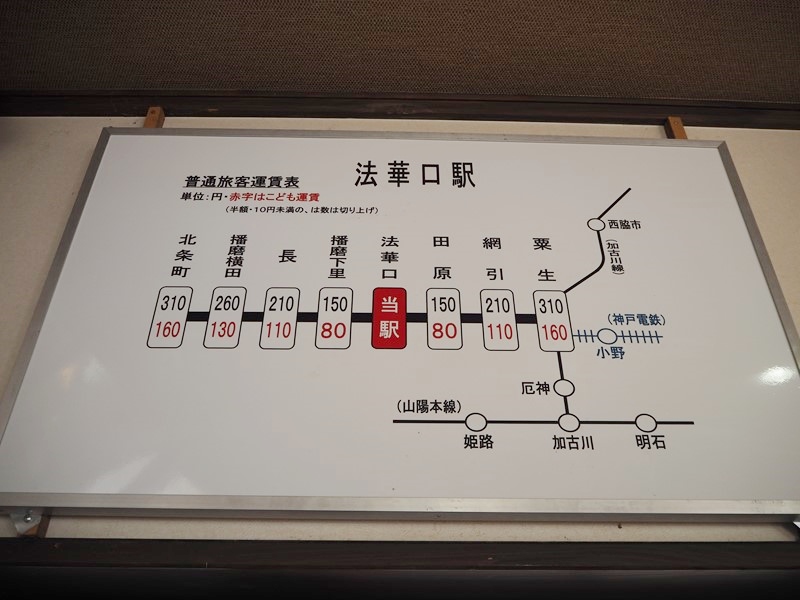 法華口駅
普通旅客運賃表
単位：円・赤字はこども運賃
（半額・10円未満の、は数は切り上げ）
北条町
播磨横田
長
播磨下里
法華口
田原
網引
粟生
310 260 210 150 当駅 150 210 310
160 130 110 80 80 110 160
西脇市
（加古川線）
（神戸電鉄）
小野
厄神
（山陽本線）
姫路
加古川
明石